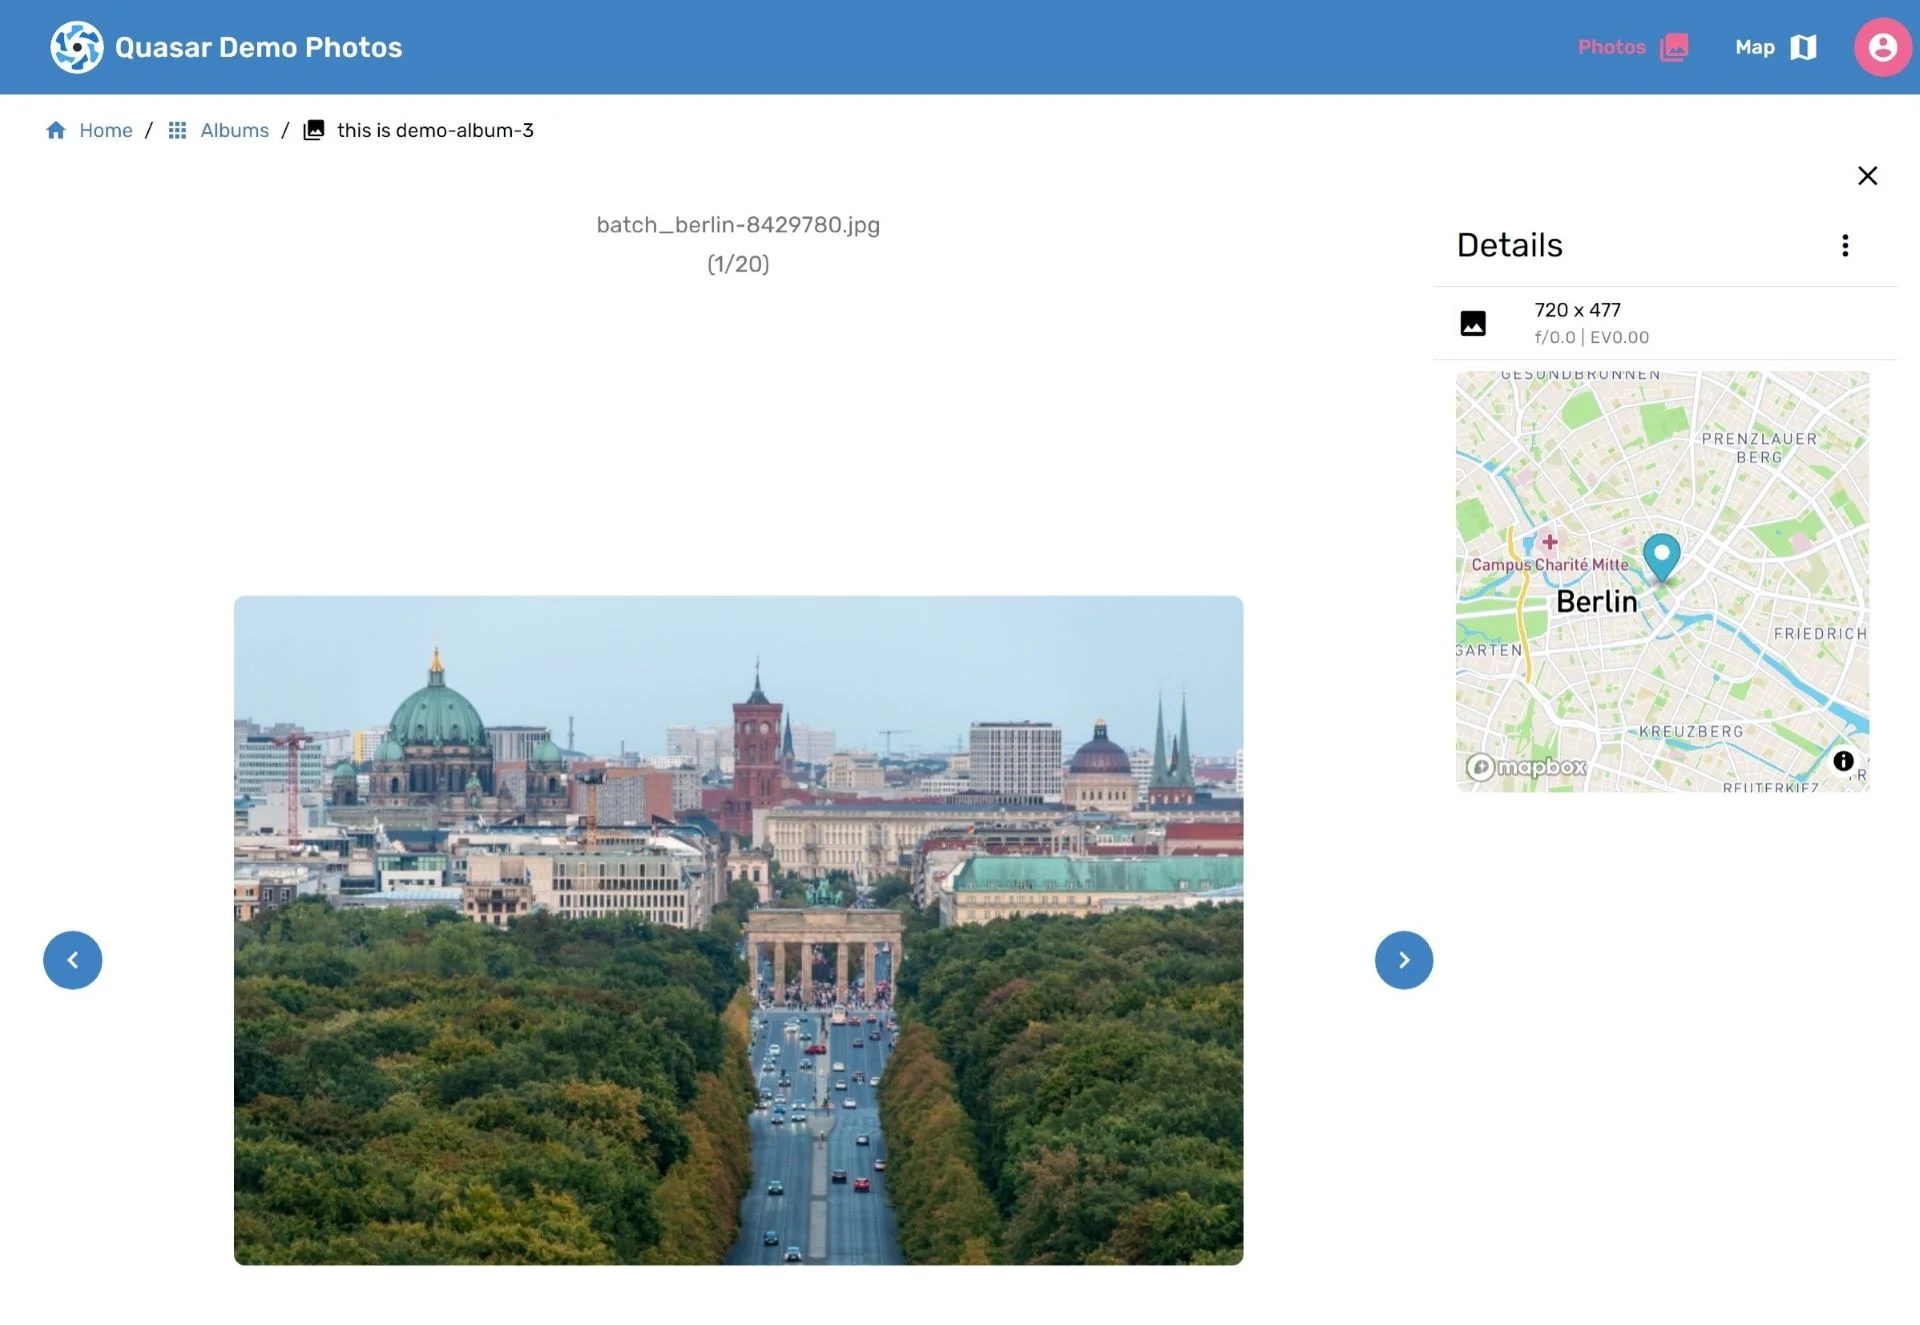 Quasar Demo Photos
Photos
Map
Home / Albums / this is demo-album-3
batch_berlin-8429780.jpg
(1/20)
Details
720 x 477
f/0.0 | EV0.00
GESUNDBRUNNEN
PRENZLAUER
BERG
Campus Charité Mitte
Berlin
FRIEDRICH
GARTEN
KREUZBERG
mapbox
R
REUTERKIEZ